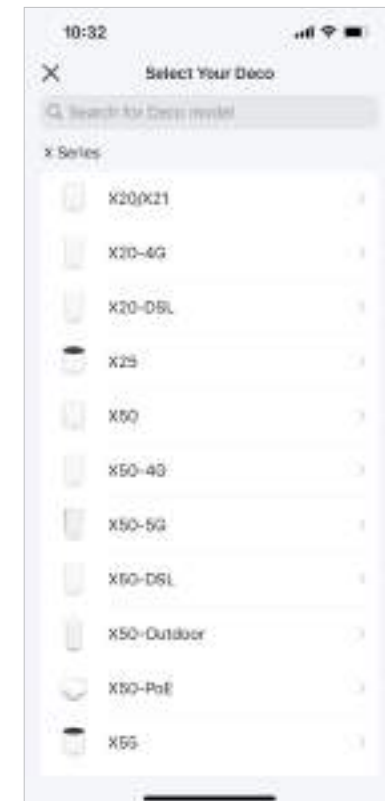 10:32
Select Your Deco
Search for Deco model
X Series
X20/X21
X20-4G
X20-DSL
X25
X50
X50-4G
X50-5G
X50-DSL
X50-Outdoor
X50-PoE
X55